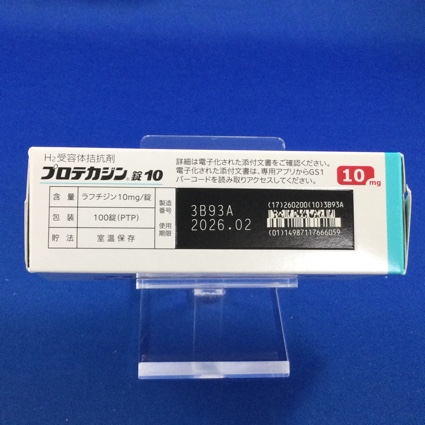 H₂受容体拮抗剤
プロテカジン®錠10
含量 ラフチジン10mg/錠
包装 100錠(PTP)
貯法 室温保存
詳細は電子化された添付文書をご確認ください。
電子化された添付文書は、専用アプリからGS1
バーコードを読み取りアクセスしてください。
製造番号 3B93A
使用期限 2026.02
(17)260200(10)3B93A
(01)14987117666059
10mg